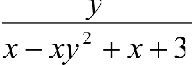 y
x − xy² + x + 3